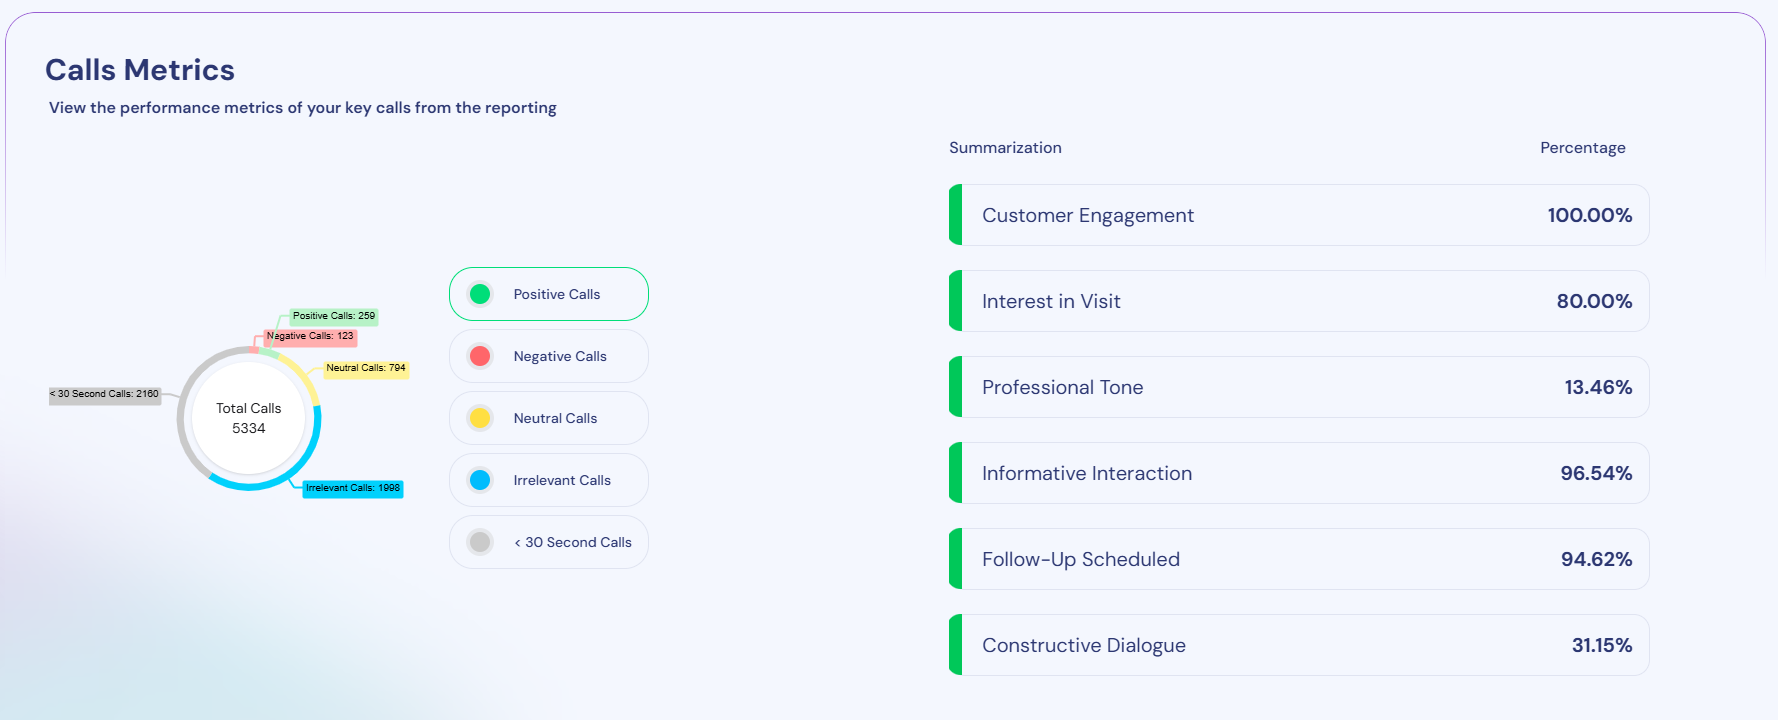 Calls Metrics
View the performance metrics of your key calls from the reporting
Positive Calls: 259
Negative Calls: 123
Neutral Calls: 794
< 30 Second Calls: 2160
Total Calls
5334
Irrelevant Calls: 1998
Positive Calls
Negative Calls
Neutral Calls
Irrelevant Calls
< 30 Second Calls
Summarization Percentage
Customer Engagement 100.00%
Interest in Visit 80.00%
Professional Tone 13.46%
Informative Interaction 96.54%
Follow-Up Scheduled 94.62%
Constructive Dialogue 31.15%